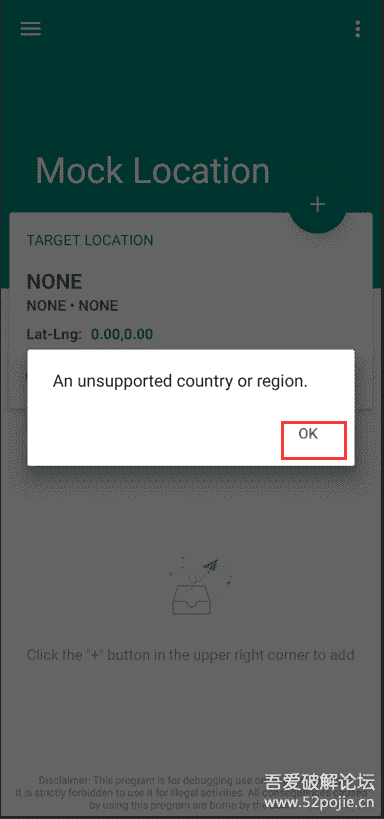 Mock Location
TARGET LOCATION
NONE
NONE • NONE
Lat-Lng: 0.00,0.00
An unsupported country or region.
OK
Click the "+" button in the upper right corner to add
Disclaimer: This program is for debugging use
It is strictly forbidden to use it for illegal activities. All consequences caused
by using this program are borne by the
吾爱破解论坛
www.52pojie.cn